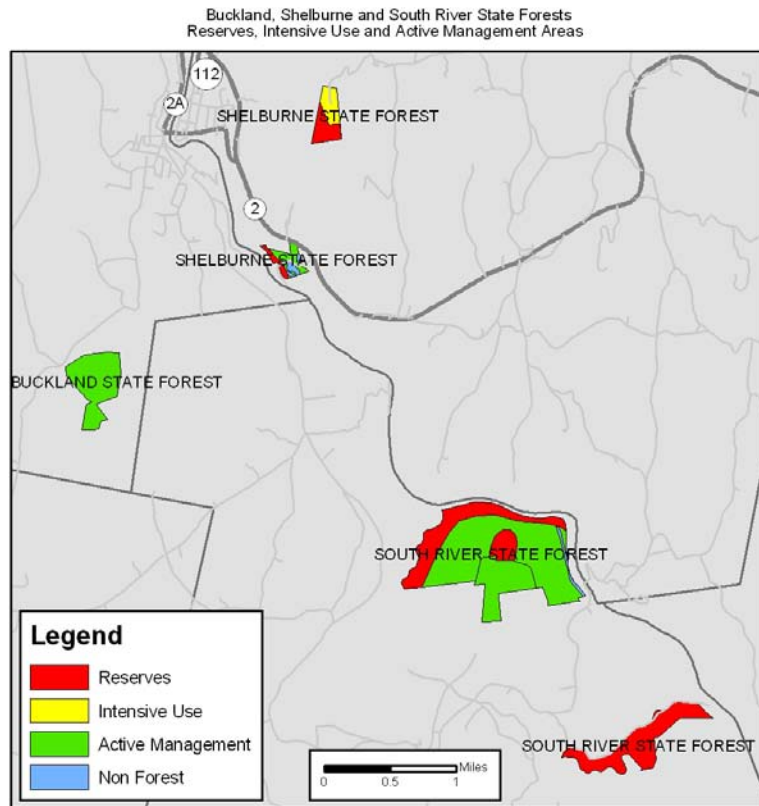 Buckland, Shelburne and South River State Forests
Reserves, Intensive Use and Active Management Areas
112
2A
SHELBURNE STATE FOREST
2
SHELBURNE STATE FOREST
BUCKLAND STATE FOREST
SOUTH RIVER STATE FOREST
SOUTH RIVER STATE FOREST
Legend
Reserves
Intensive Use
Active Management
Non Forest
Miles
0 0.5 1